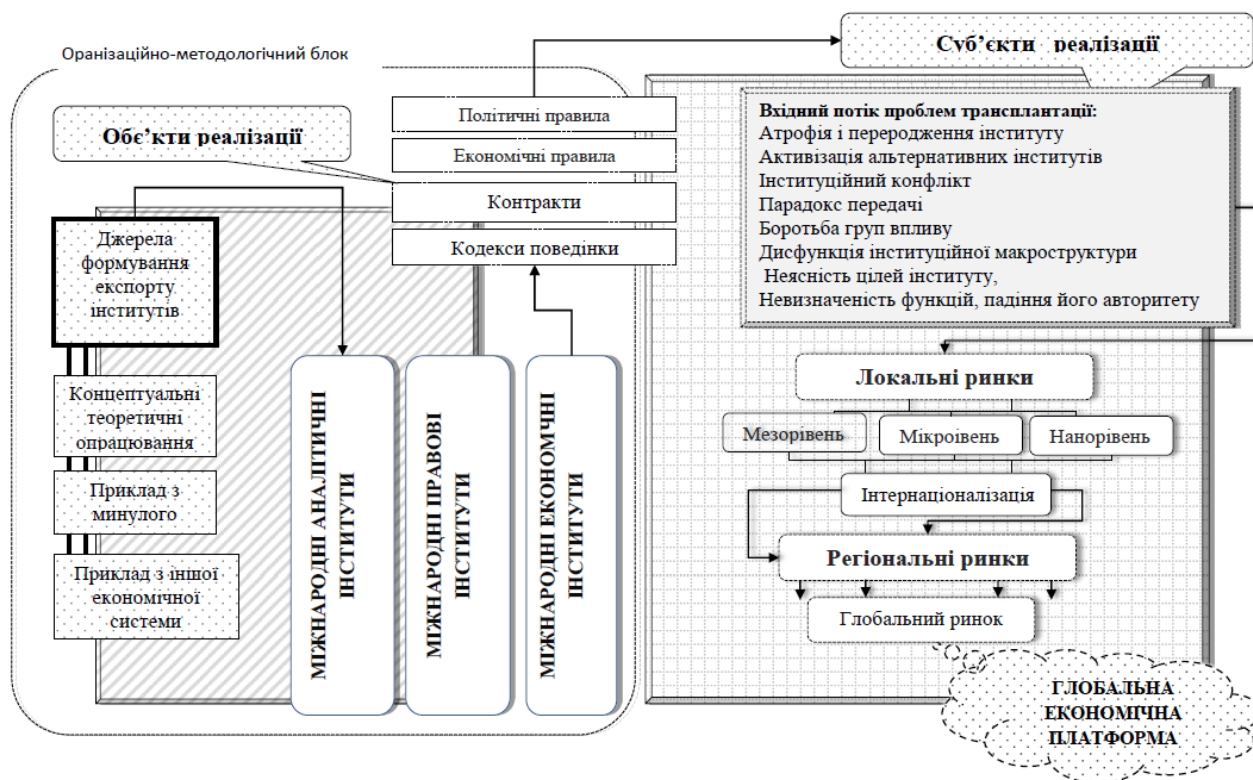 Оранізаційно-методологічний блок
Обє’кти реалізації
Джерела
формування
експорту
інститутів
Концептуальні
теоретичні
опрацювання
Приклад з
минулого
Приклад з іншої
економічної
системи
МІЖНАРОДНІ АНАЛІТИЧНІ
ІНСТИТУТИ
МІЖНАРОДНІ ПРАВОВІ
ІНСТИТУТИ
МІЖНАРОДНІ ЕКОНОМЧНІ
ІНСТИТУТИ
Політичні правила
Економічні правила
Контракти
Кодекси поведінки
Суб’єкти реалізації
Вхідний потік проблем трансплантації:
Атрофія і переродження інституту
Активізація альтернативних інститутів
Інституційний конфлікт
Парадокс передачі
Боротьба груп впливу
Дисфункція інституційної макроструктури
Неясність цілей інституту,
Невизначеність функцій, падіння його авторитету
Локальні ринки
Мезорівень
Мікроівень
Нанорівень
Інтернаціоналізація
Регіональні ринки
Глобальний ринок
ГЛОБАЛЬНА
ЕКОНОМІЧНА
ПЛАТФОРМА